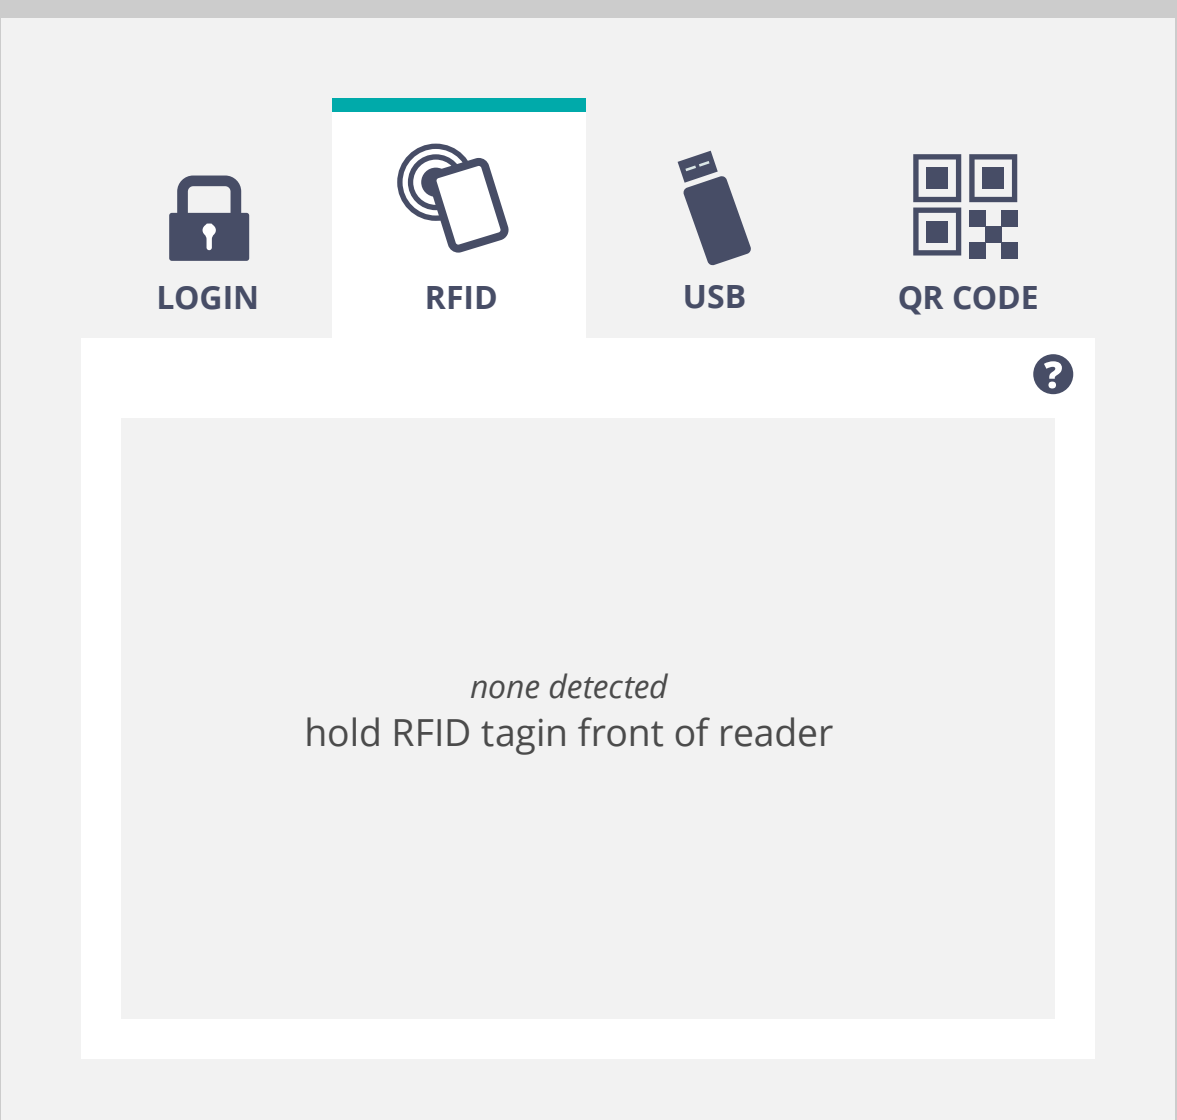 LOGIN
RFID
USB
QR CODE
?
none detected
hold RFID tagin front of reader